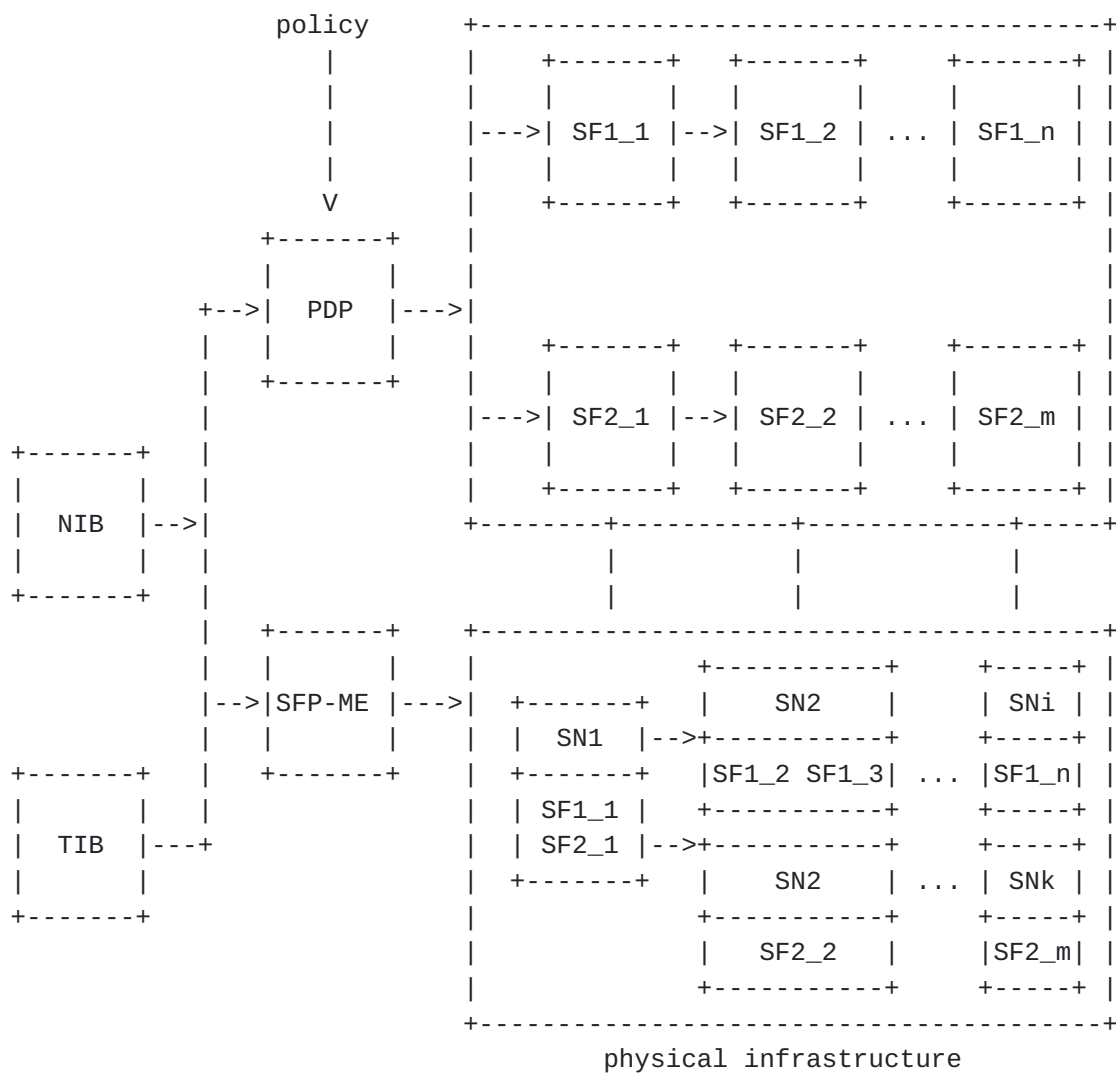 policy
SF1_1 SF1_2 ... SF1_n
PDP
SF2_1 SF2_2 ... SF2_m
NIB
SFP-ME SN2 SNi
SN1
SF1_2 SF1_3 ... SF1_n
SF1_1
TIB SF2_1
SN2 ... SNk
SF2_2 SF2_m
physical infrastructure